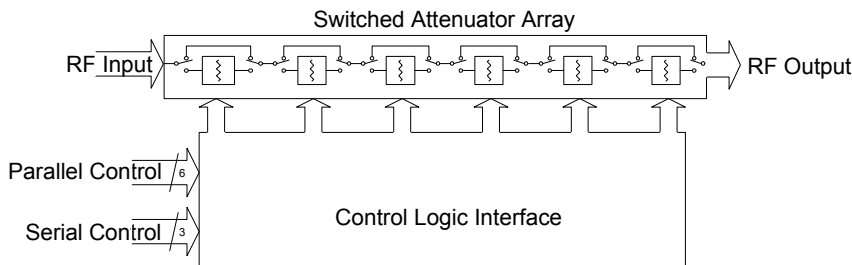 Switched Attenuator Array
RF Input
RF Output
Parallel Control
6
Serial Control
3
Control Logic Interface